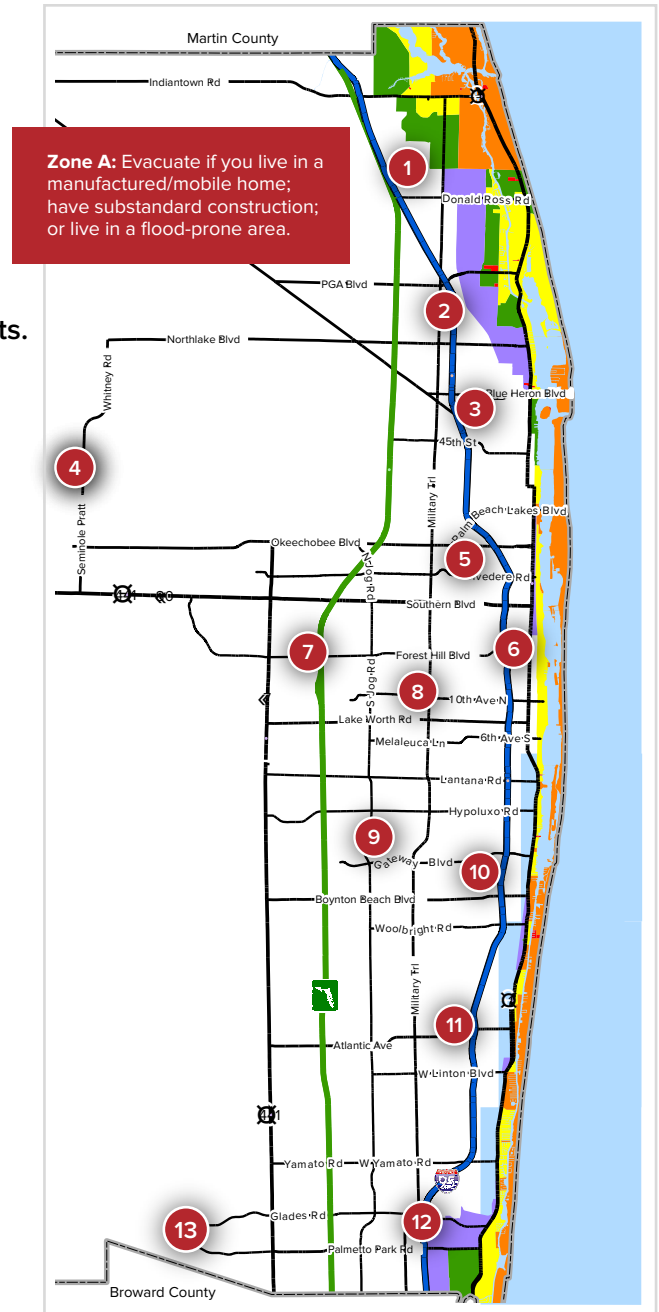 Martin County
Indiantown Rd
Zone A: Evacuate if you live in a
manufactured/mobile home;
have substandard construction;
or live in a flood-prone area.
1
Donald Ross Rd
PGA Blvd
2
ts.
Northlake Blvd
Whitney Rd
Blue Heron Blvd
3
45th St
4
Military Trl
Seminole Pratt
Palm Beach Lakes Blvd
Okeechobee Blvd
5
vedere Rd
N Jog Rd
441
80
Southern Blvd
7
Forest Hill Blvd
6
S Jog Rd
8
10th Ave N
Lake Worth Rd
6th Ave S
Melaleuca Ln
Lantana Rd
Hypoluxo Rd
9
Gateway Blvd
10
Boynton Beach Blvd
Woolbright Rd
Military Trl
11
Atlantic Ave
W Linton Blvd
441
Yamato Rd
W Yamato Rd
95
Glades Rd
12
13
Palmetto Park Rd
Broward County